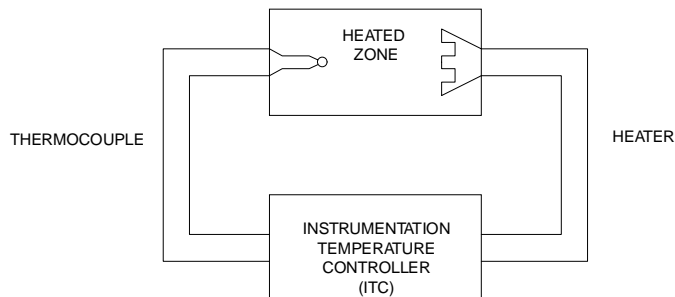 HEATED
ZONE
THERMOCOUPLE
HEATER
INSTRUMENTATION
TEMPERATURE
CONTROLLER
(ITC)